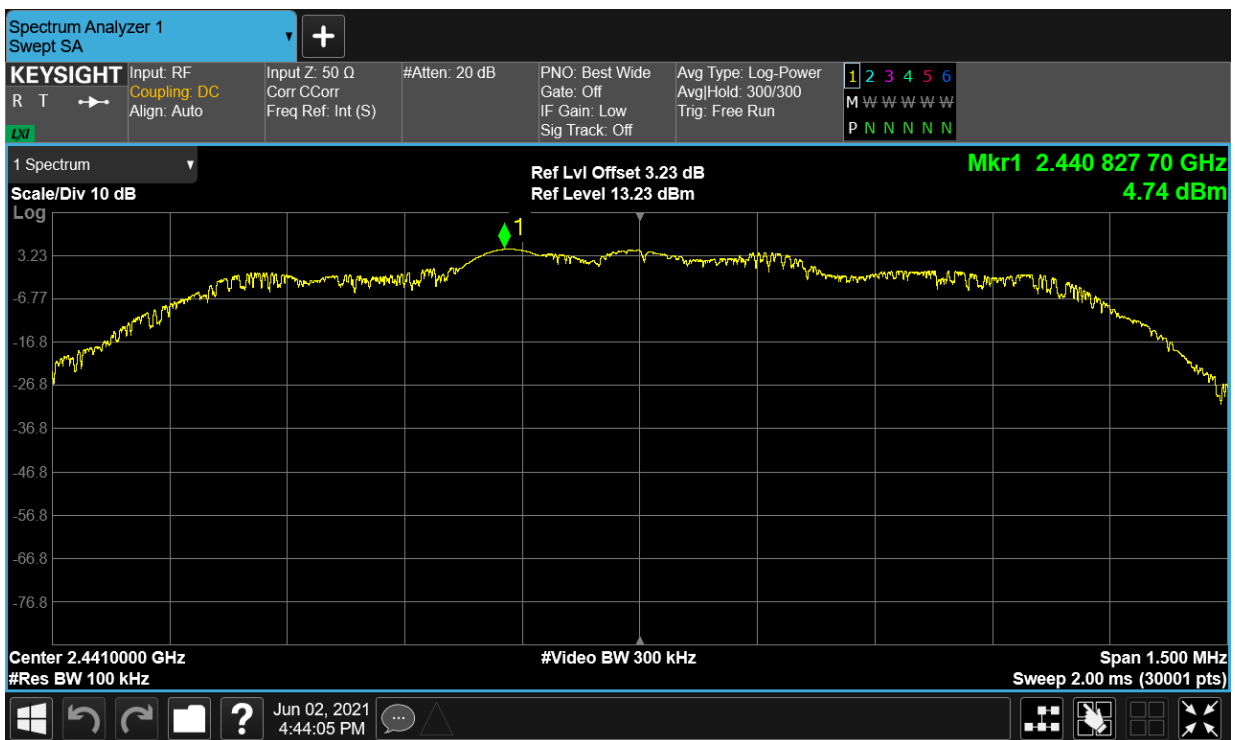 Spectrum Analyzer 1
Swept SA
KEYSIGHT
R T
LXI
Input: RF
Coupling: DC
Align: Auto
Input Z: 50 Ω
Corr CCorr
Freq Ref: Int (S)
#Atten: 20 dB
PNO: Best Wide
Gate: Off
IF Gain: Low
Sig Track: Off
Avg Type: Log-Power
Avg|Hold: 300/300
Trig: Free Run
1 2 3 4 5 6
M W W W W W
P N N N N N
1 Spectrum
Scale/Div 10 dB
Log
Ref Lvl Offset 3.23 dB
Ref Level 13.23 dBm
Mkr1 2.440 827 70 GHz
4.74 dBm
1
3.23
-6.77
-16.8
-26.8
-36.8
-46.8
-56.8
-66.8
-76.8
Center 2.4410000 GHz
#Res BW 100 kHz
#Video BW 300 kHz
Span 1.500 MHz
Sweep 2.00 ms (30001 pts)
?
Jun 02, 2021
4:44:05 PM